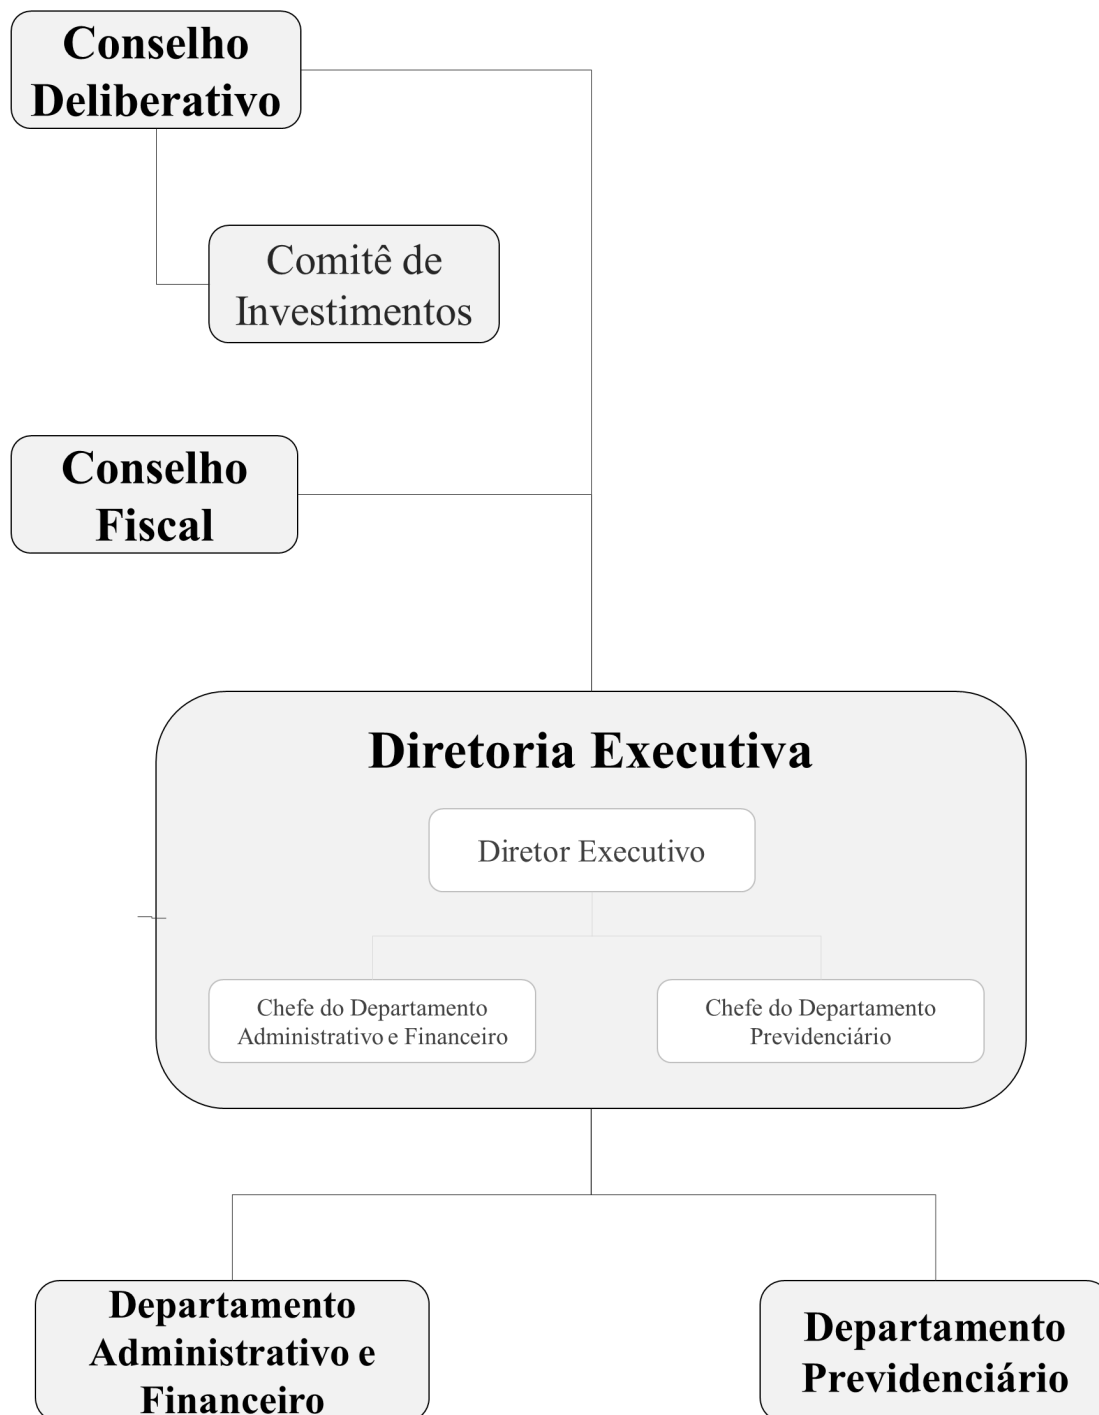 Conselho
Deliberativo
Comitê de
Investimentos
Conselho
Fiscal
Diretoria Executiva
Diretor Executivo
Chefe do Departamento
Administrativo e Financeiro
Chefe do Departamento
Previdenciário
Departamento
Administrativo e
Financeiro
Departamento
Previdenciário